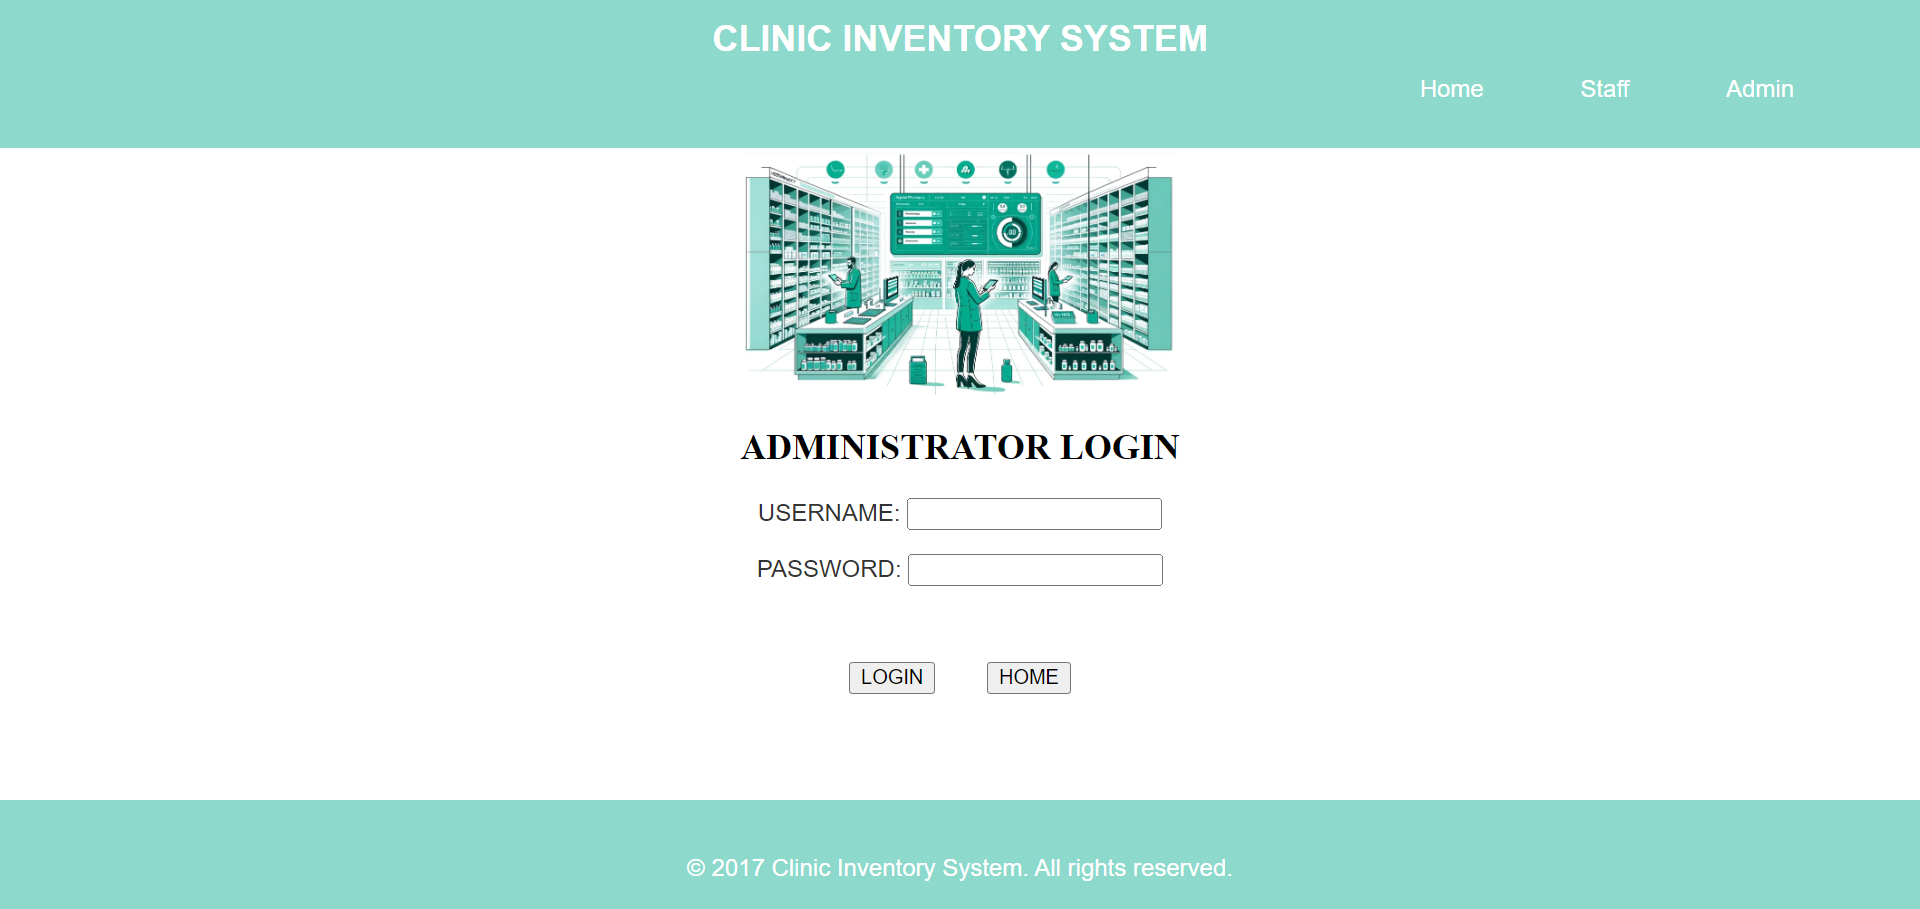 CLINIC INVENTORY SYSTEM
Home Staff Admin
ADMINISTRATOR LOGIN
USERNAME:
PASSWORD:
LOGIN HOME
© 2017 Clinic Inventory System. All rights reserved.